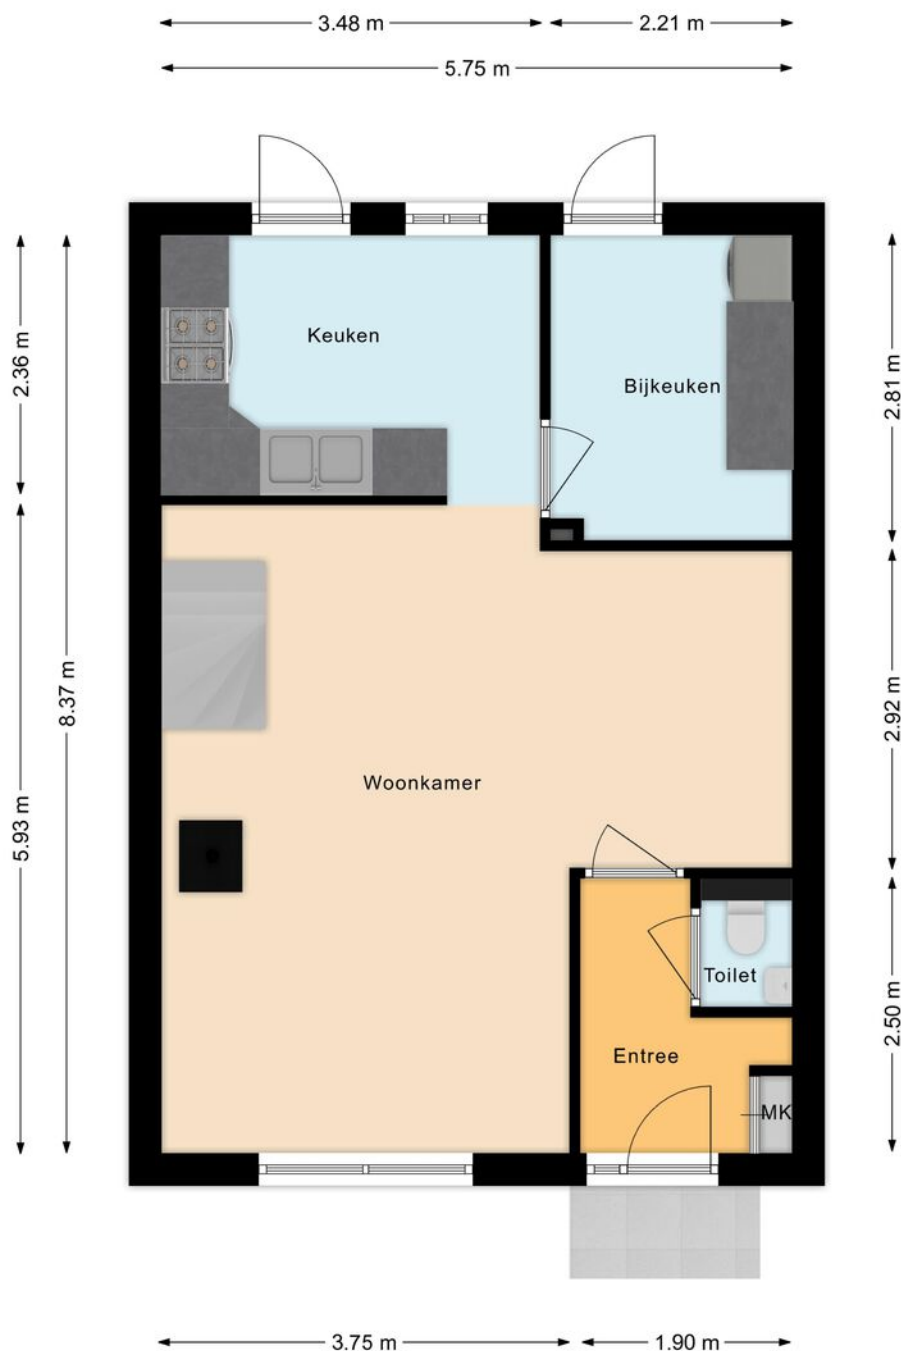 3.48 m
2.21 m
5.75 m
Keuken
Bijkeuken
2.36 m
2.81 m
8.37 m
2.92 m
Woonkamer
5.93 m
Toilet
2.50 m
Entree
MK
3.75 m
1.90 m